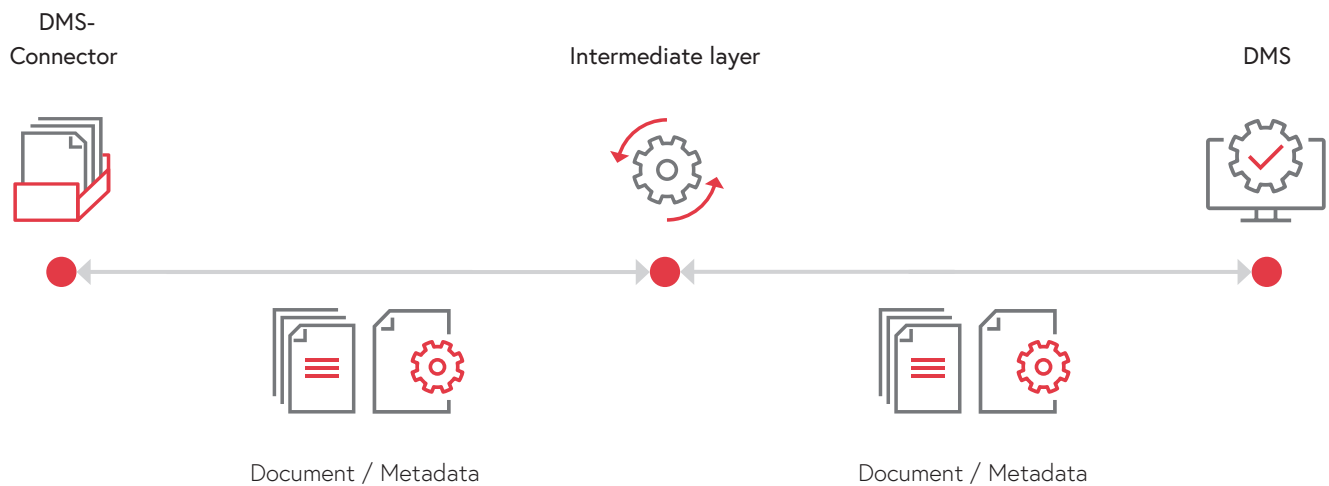 DMS-
Connector
Intermediate layer
DMS
Document / Metadata
Document / Metadata